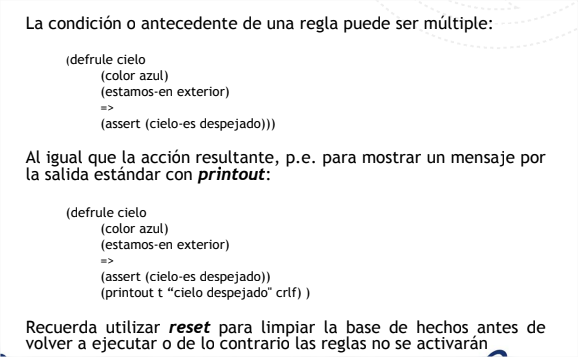 La condición o antecedente de una regla puede ser múltiple:
(defrule cielo
(color azul)
(estamos-en exterior)
=>
(assert (cielo-es despejado)))
Al igual que la acción resultante, p.e. para mostrar un mensaje por
la salida estándar con printout:
(defrule cielo
(color azul)
(estamos-en exterior)
=>
(assert (cielo-es despejado))
(printout t “cielo despejado" crlf) )
Recuerda utilizar reset para limpiar la base de hechos antes de
volver a ejecutar o de lo contrario las reglas no se activarán